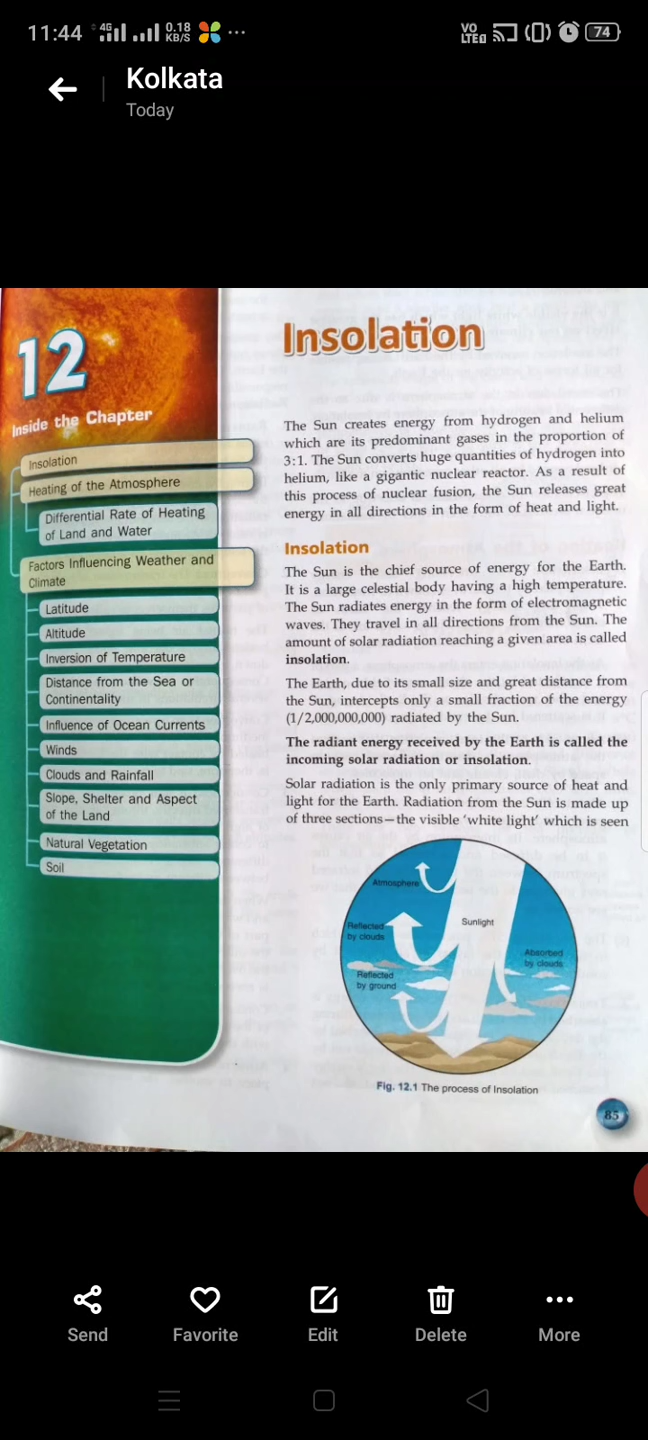 11:44 4G 0.18 KB/S ... VO LTE 74
Kolkata
Today
12
Inside the Chapter
Insolation
Heating of the Atmosphere
Differential Rate of Heating
of Land and Water
Factors Influencing Weather and
Climate
Latitude
Altitude
Inversion of Temperature
Distance from the Sea or
Continentality
Influence of Ocean Currents
Winds
Clouds and Rainfall
Slope, Shelter and Aspect
of the Land
Natural Vegetation
Soil
Insolation
The Sun creates energy from hydrogen and helium
which are its predominant gases in the proportion of
3:1. The Sun converts huge quantities of hydrogen into
helium, like a gigantic nuclear reactor. As a result of
this process of nuclear fusion, the Sun releases great
energy in all directions in the form of heat and light.
Insolation
The Sun is the chief source of energy for the Earth.
It is a large celestial body having a high temperature.
The Sun radiates energy in the form of electromagnetic
waves. They travel in all directions from the Sun. The
amount of solar radiation reaching a given area is called
insolation.
The Earth, due to its small size and great distance from
the Sun, intercepts only a small fraction of the energy
(1/2,000,000,000) radiated by the Sun.
The radiant energy received by the Earth is called the
incoming solar radiation or insolation.
Solar radiation is the only primary source of heat and
light for the Earth. Radiation from the Sun is made up
of three sections—the visible 'white light' which is seen
Atmosphere
Sunlight
Reflected
by clouds
Absorbed
by clouds
Reflected
by ground
Fig. 12.1 The process of Insolation
85
Send Favorite Edit Delete More